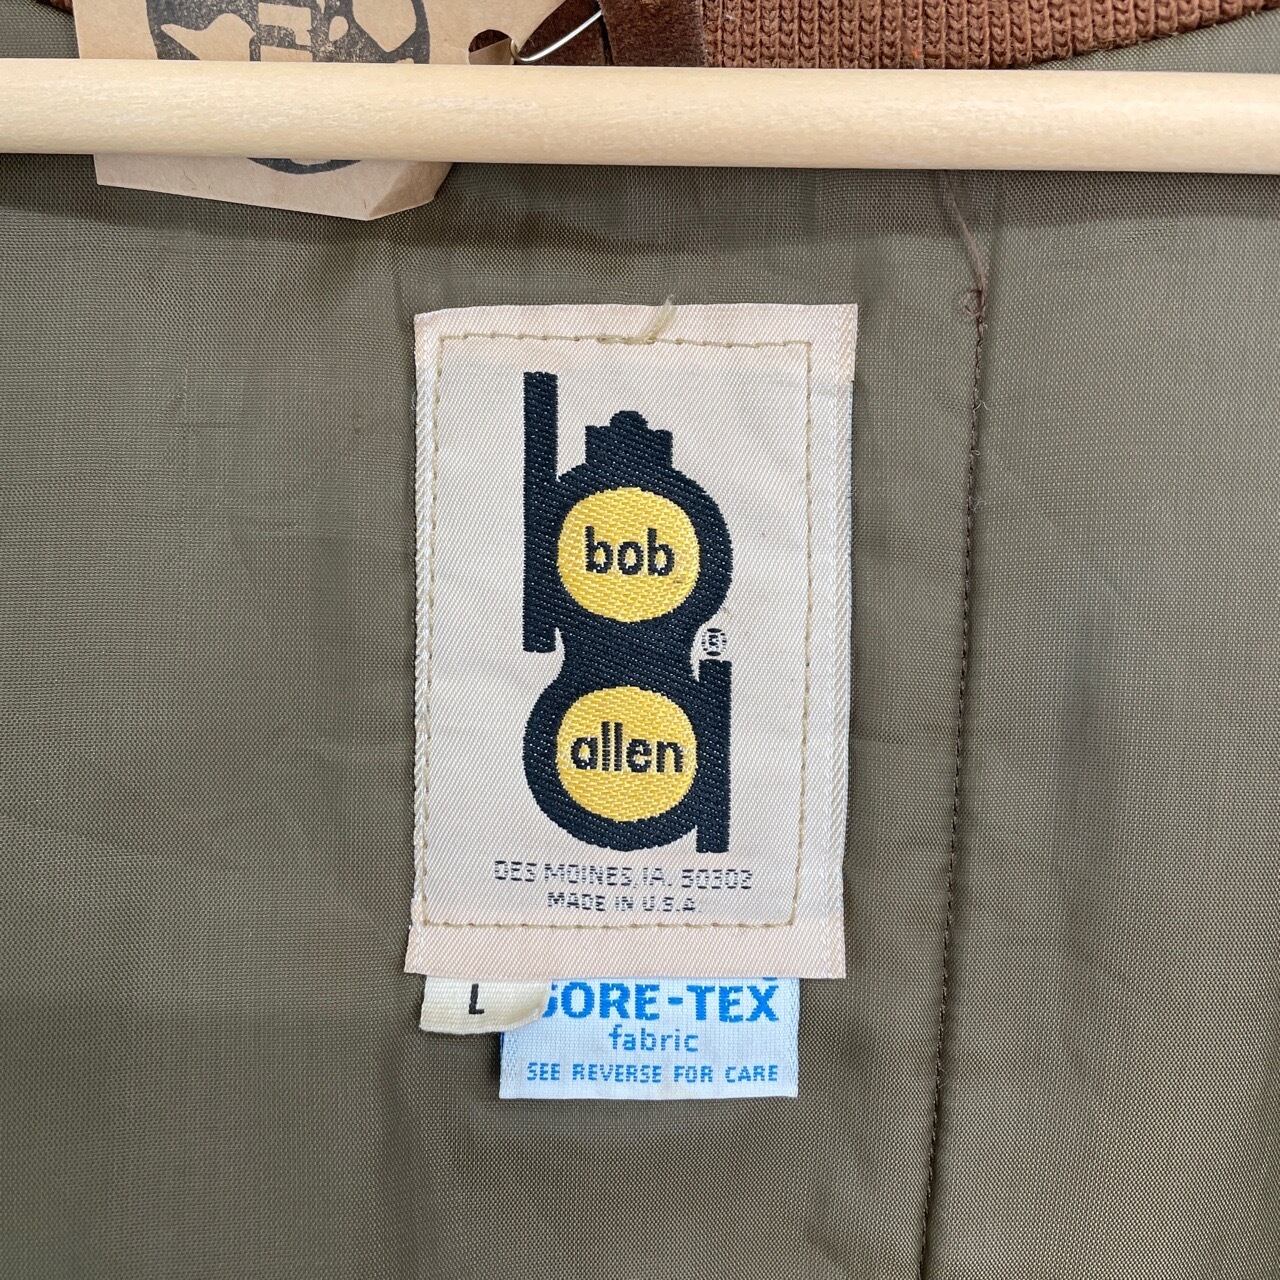 bob
®
allen
DES MOINES, IA. 50302
MADE IN U.S.A.
L
GORE-TEX
fabric
SEE REVERSE FOR CARE